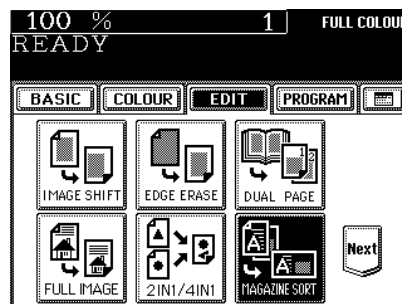 100 % 1 FULL COLOUR
READY
BASIC COLOUR EDIT PROGRAM
IMAGE SHIFT EDGE ERASE DUAL PAGE
FULL IMAGE 2IN1/4IN1 MAGAZINE SORT Next